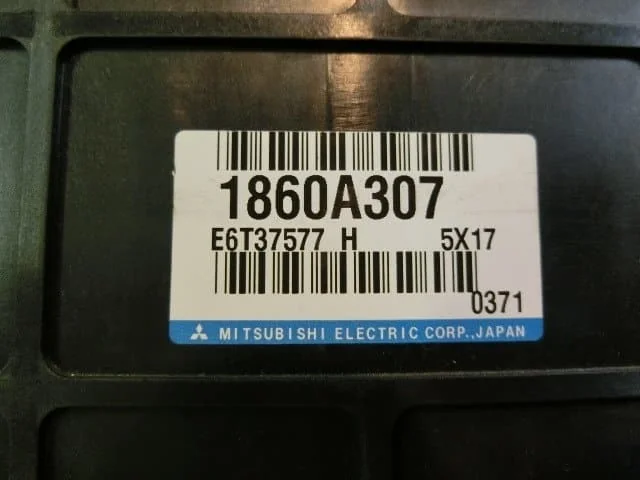 1860A307
E6T37577 H 5X17
0371
MITSUBISHI ELECTRIC CORP.,JAPAN